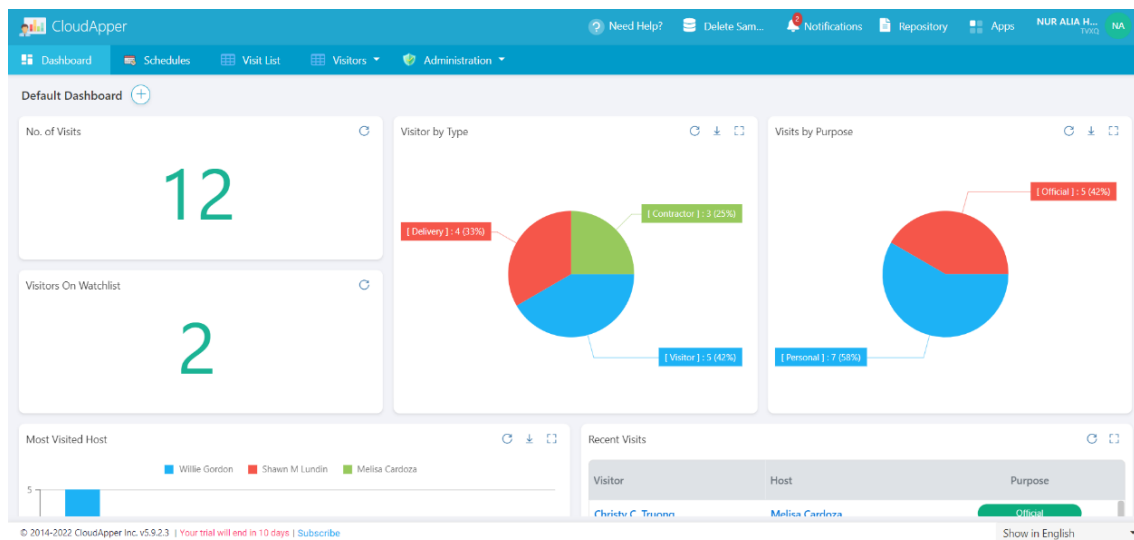 CloudApper
Need Help?
Delete Sam...
2
Notifications
Repository
Apps
NUR ALIA H...
TVXQ
NA
Dashboard
Schedules
Visit List
Visitors
Administration
Default Dashboard
No. of Visits
12
Visitors On Watchlist
2
Visitor by Type
[ Contractor ] : 3 (25%)
[ Delivery ] : 4 (33%)
[ Visitor ] : 5 (42%)
Visits by Purpose
[ Official ] : 5 (42%)
[ Personal ] : 7 (58%)
Most Visited Host
Willie Gordon
Shawn M Lundin
Melisa Cardoza
5
Recent Visits
Visitor Host Purpose
Christy C. Truong Melisa Cardoza Official
© 2014-2022 CloudApper Inc. v5.9.2.3 | Your trial will end in 10 days | Subscribe
Show in English